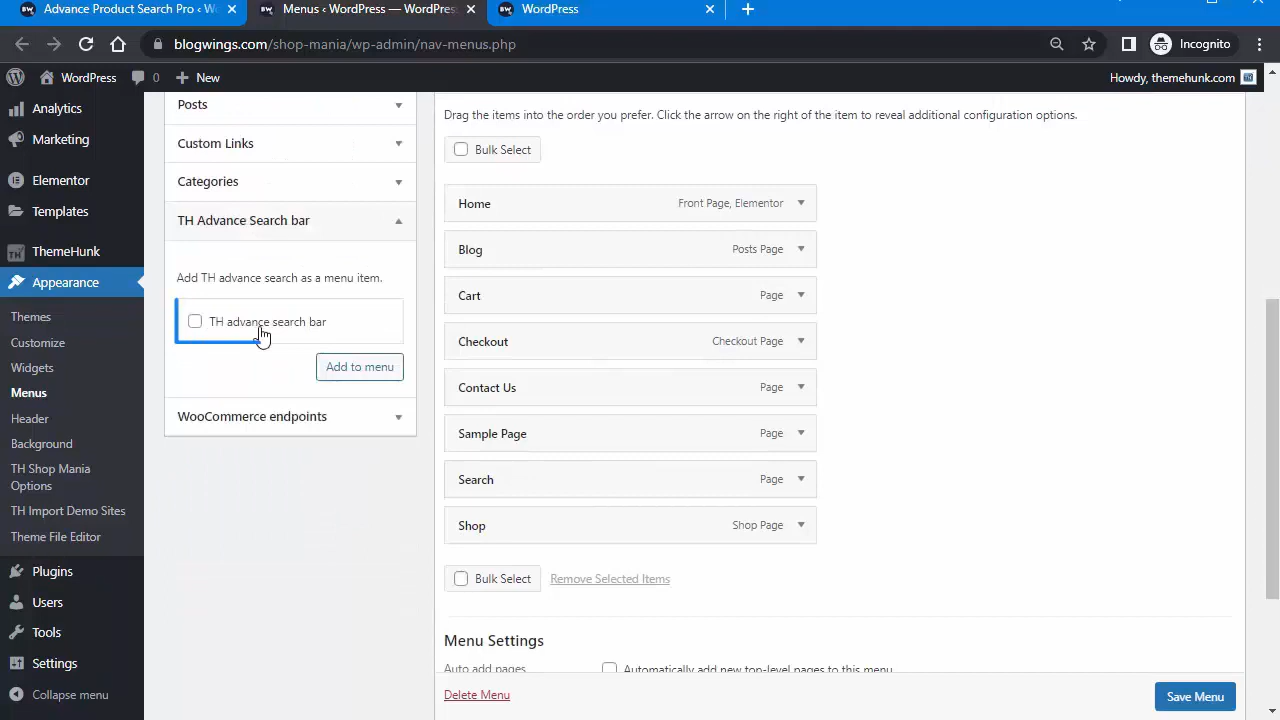 Advance Product Search Pro ‹ Wo
Menus ‹ WordPress — WordPress
WordPress
blogwings.com/shop-mania/wp-admin/nav-menus.php
Incognito
WordPress
0
New
Howdy, themehunk.com
Analytics
Marketing
Elementor
Templates
ThemeHunk
Appearance
Themes
Customize
Widgets
Menus
Header
Background
TH Shop Mania
Options
TH Import Demo Sites
Theme File Editor
Plugins
Users
Tools
Settings
Collapse menu
Posts
Custom Links
Categories
TH Advance Search bar
Add TH advance search as a menu item.
TH advance search bar
Add to menu
WooCommerce endpoints
Drag the items into the order you prefer. Click the arrow on the right of the item to reveal additional configuration options.
Bulk Select
Home Front Page, Elementor
Blog Posts Page
Cart Page
Checkout Checkout Page
Contact Us Page
Sample Page Page
Search Page
Shop Shop Page
Bulk Select Remove Selected Items
Menu Settings
Auto add pages Automatically add new top-level pages to this menu
Delete Menu
Save Menu